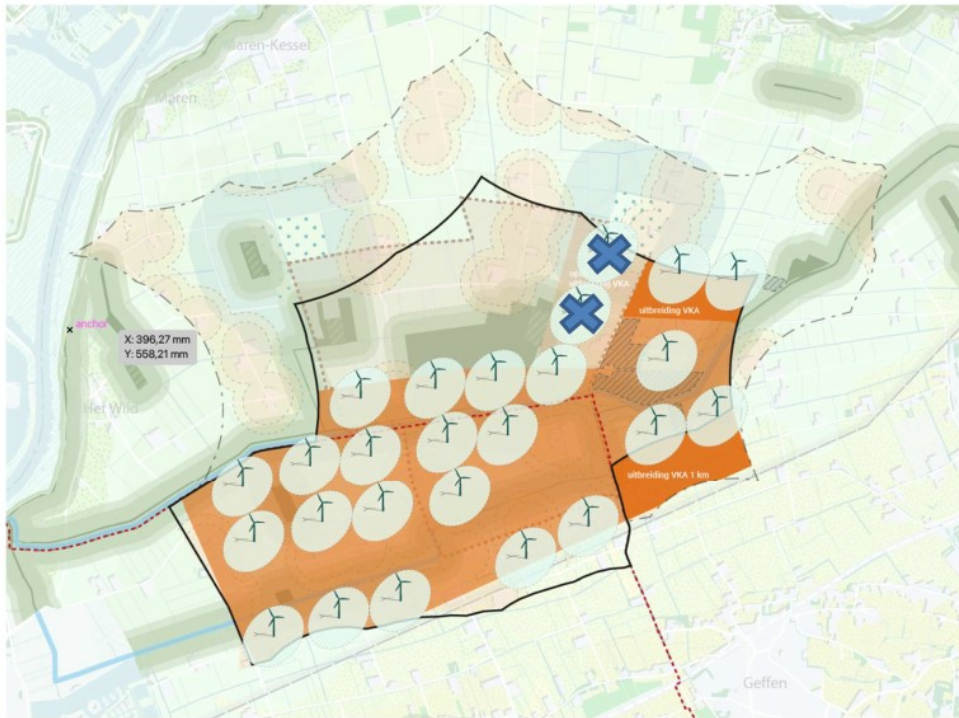 Maren-Kessel
Maren
uitbreiding VKA
anchor
X: 396,27 mm
Y: 558,21 mm
Het Wild
uitbreiding VKA 1 km
Geffen